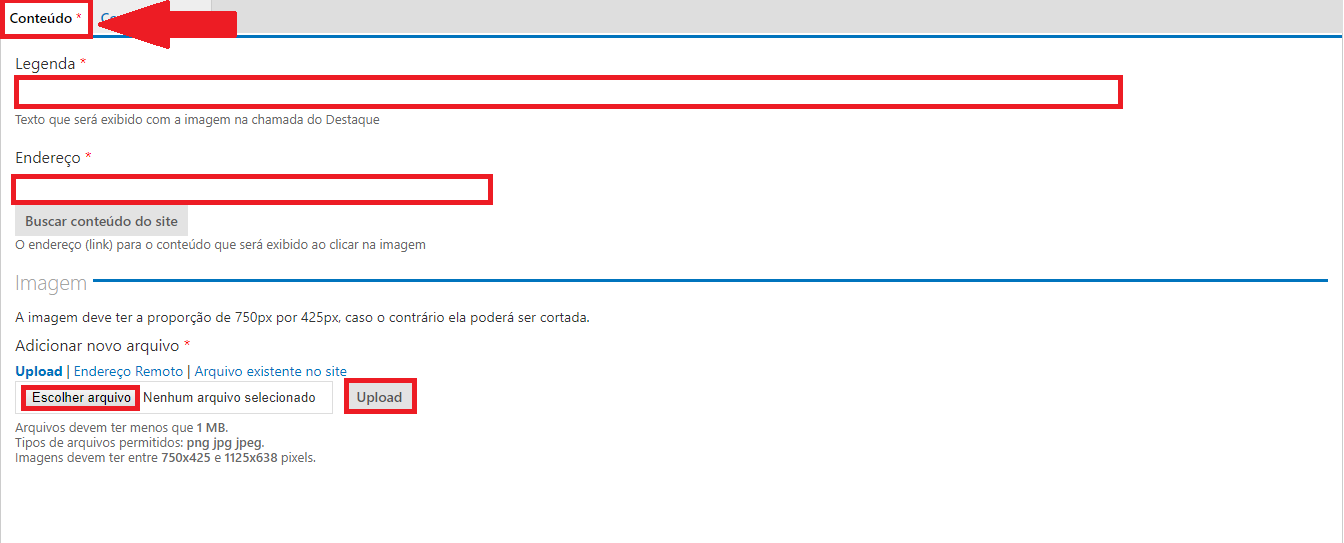 Conteúdo *
Legenda *
Texto que será exibido com a imagem na chamada do Destaque
Endereço *
Buscar conteúdo do site
O endereço (link) para o conteúdo que será exibido ao clicar na imagem
Imagem
A imagem deve ter a proporção de 750px por 425px, caso o contrário ela poderá ser cortada.
Adicionar novo arquivo *
Upload | Endereço Remoto | Arquivo existente no site
Escolher arquivo Nenhum arquivo selecionado Upload
Arquivos devem ter menos que 1 MB.
Tipos de arquivos permitidos: png jpg jpeg.
Imagens devem ter entre 750x425 e 1125x638 pixels.